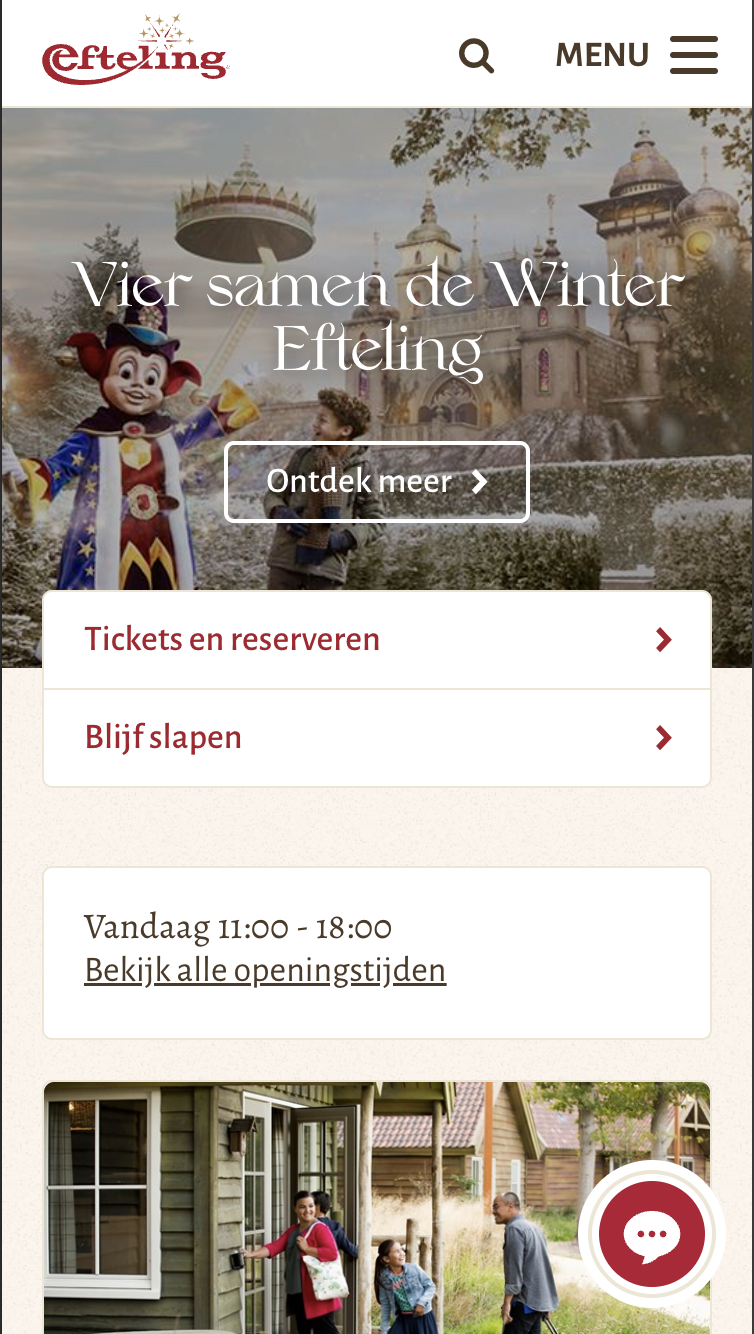 efteling
MENU
Vier samen de Winter
Efteling
Ontdek meer
Tickets en reserveren
Blijf slapen
Vandaag 11:00 - 18:00
Bekijk alle openingstijden